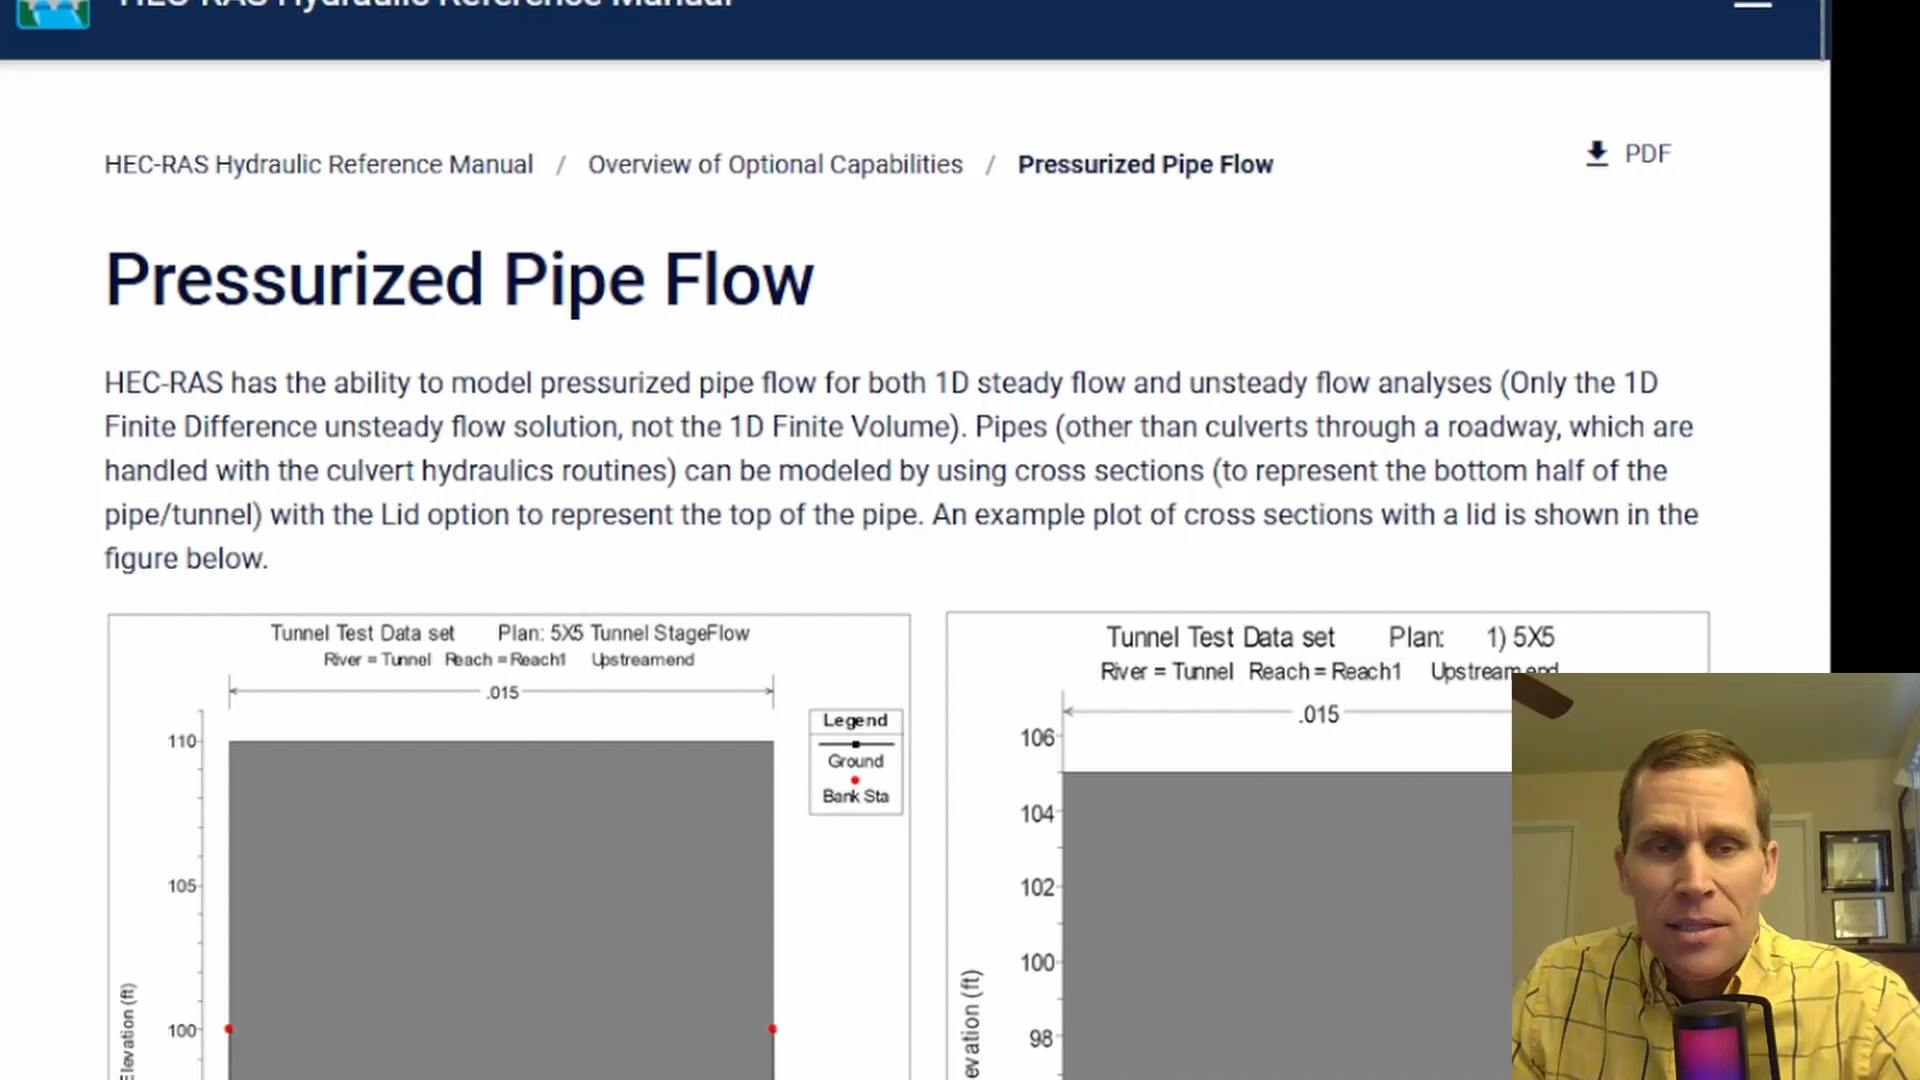 HEC-RAS Hydraulic Reference Manual
HEC-RAS Hydraulic Reference Manual / Overview of Optional Capabilities / Pressurized Pipe Flow
PDF
Pressurized Pipe Flow
HEC-RAS has the ability to model pressurized pipe flow for both 1D steady flow and unsteady flow analyses (Only the 1D
Finite Difference unsteady flow solution, not the 1D Finite Volume). Pipes (other than culverts through a roadway, which are
handled with the culvert hydraulics routines) can be modeled by using cross sections (to represent the bottom half of the
pipe/tunnel) with the Lid option to represent the top of the pipe. An example plot of cross sections with a lid is shown in the
figure below.
Tunnel Test Data set Plan: 5X5 Tunnel StageFlow
River = Tunnel Reach = Reach1 Upstreamend
.015
Legend
Ground
Bank Sta
110
105
100
Elevation (ft)
Tunnel Test Data set Plan: 1) 5X5
River = Tunnel Reach = Reach1 Upstreamend
.015
106
104
102
100
98
evation (ft)